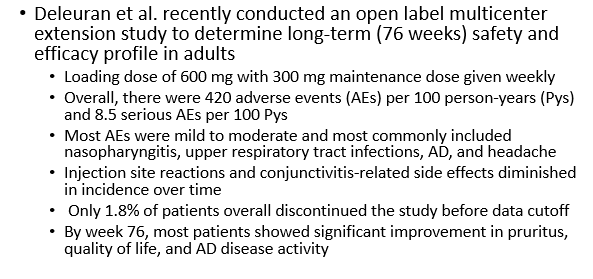 • Deleuran et al. recently conducted an open label multicenter
extension study to determine long-term (76 weeks) safety and
efficacy profile in adults
• Loading dose of 600 mg with 300 mg maintenance dose given weekly
• Overall, there were 420 adverse events (AEs) per 100 person-years (Pys)
and 8.5 serious AEs per 100 Pys
• Most AEs were mild to moderate and most commonly included
nasopharyngitis, upper respiratory tract infections, AD, and headache
• Injection site reactions and conjunctivitis-related side effects diminished
in incidence over time
• Only 1.8% of patients overall discontinued the study before data cutoff
• By week 76, most patients showed significant improvement in pruritus,
quality of life, and AD disease activity